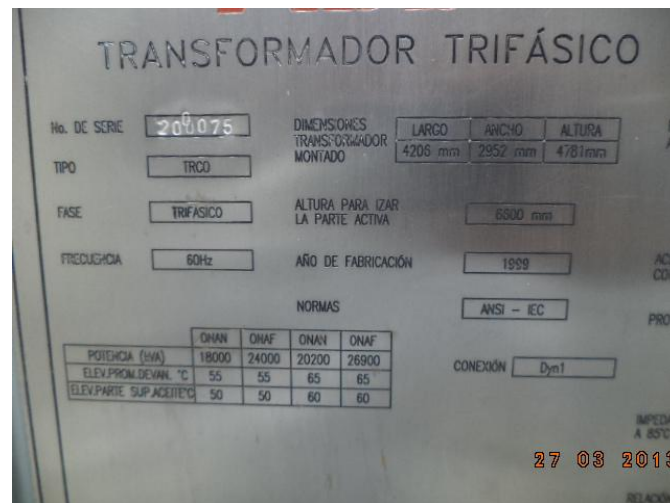 TRANSFORMADOR TRIFÁSICO
No. DE SERIE 200075
TIPO TRCD
FASE TRIFÁSICO
FRECUENCIA 60Hz
DIMENSIONES
TRANSFORMADOR
MONTADO
LARGO ANCHO ALTURA
4206 mm 2952 mm 4781mm
ALTURA PARA IZAR
LA PARTE ACTIVA 6800 mm
AÑO DE FABRICACIÓN 1999
NORMAS ANSI - IEC
ONAN ONAF ONAN ONAF
POTENCIA (kVA) 18000 24000 20200 26900
ELEV.PROM.DEVAN. °C 55 55 65 65
ELEV.PARTE SUP.ACEITE°C 50 50 60 60
CONEXIÓN Dyn1
A 85°C
27 03 2013